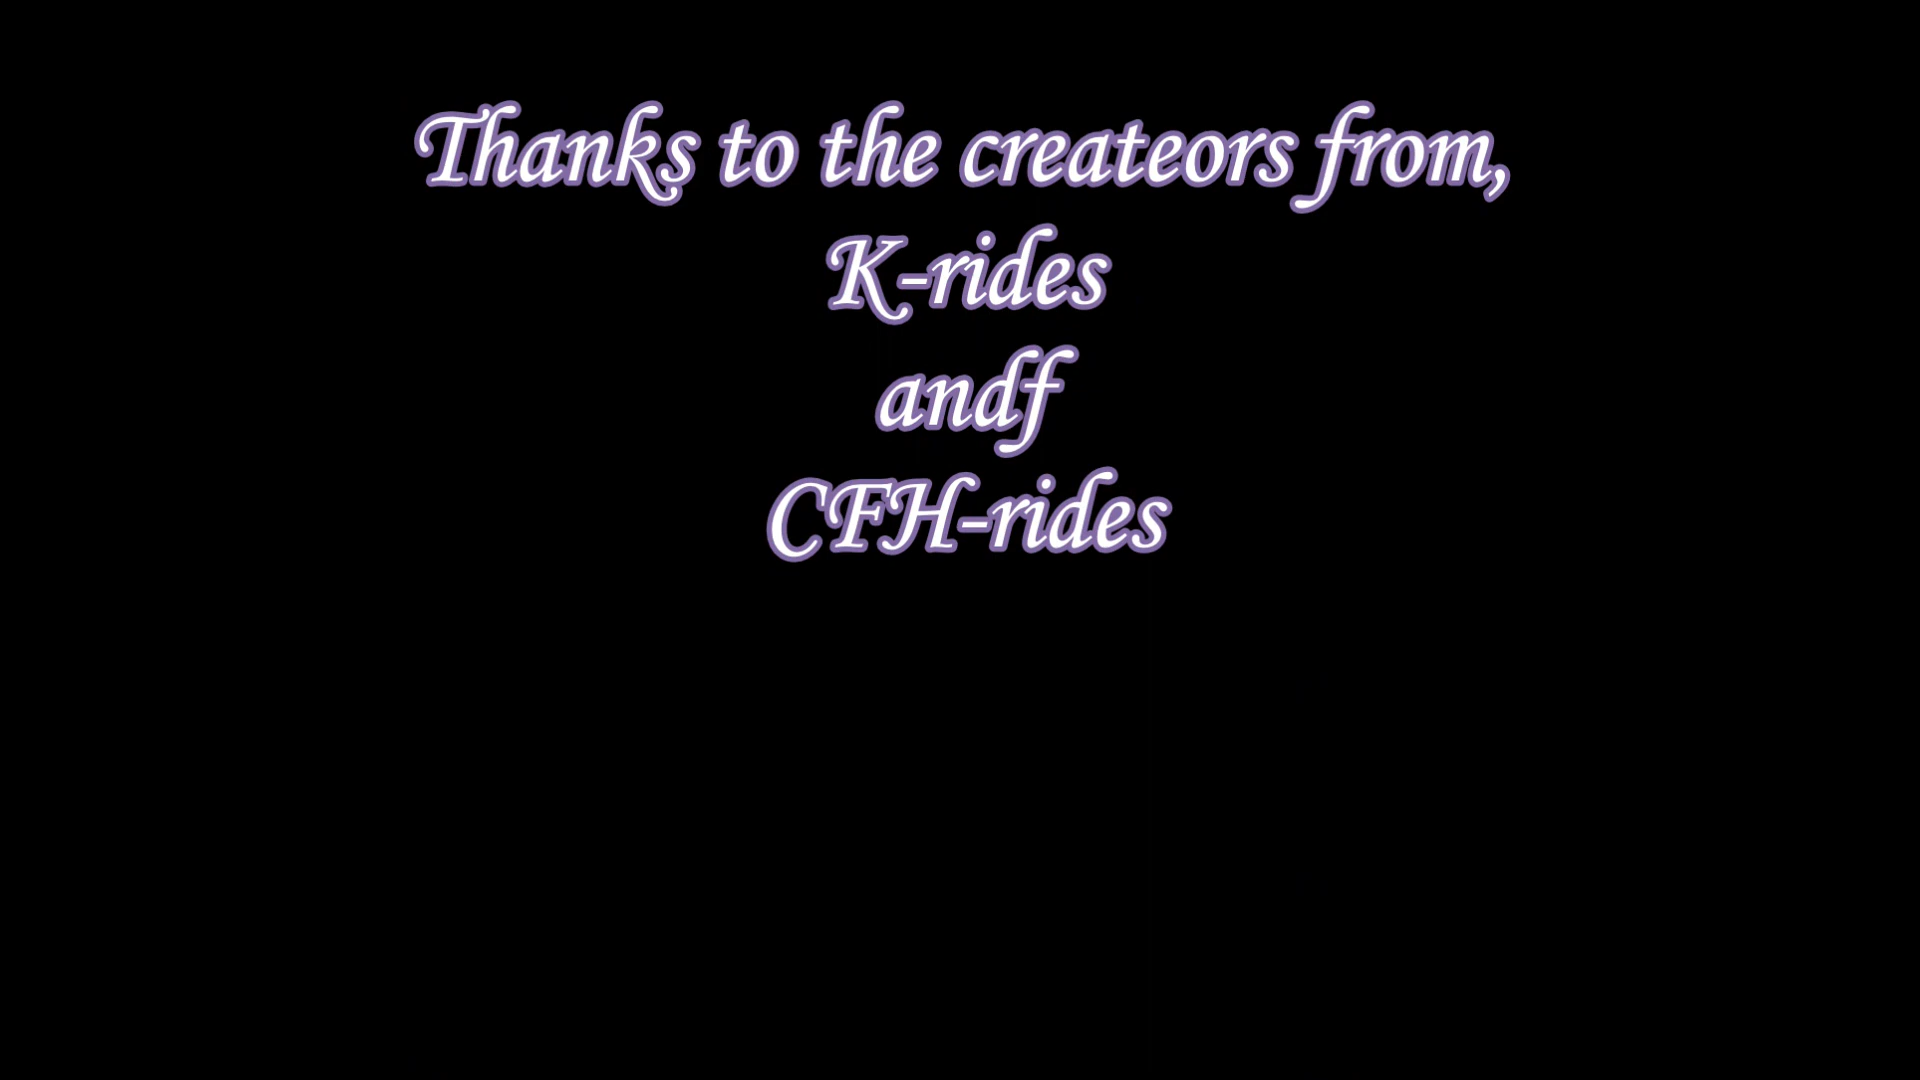 Thanks to the createors from,
K-rides
andf
CFH-rides